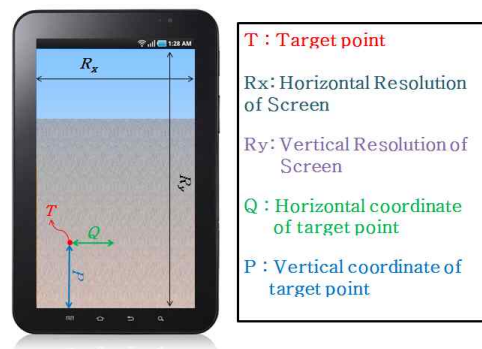 1:28 AM
Rx
Ry
T
Q
P
T : Target point
Rx: Horizontal Resolution
of Screen
Ry: Vertical Resolution of
Screen
Q : Horizontal coordinate
of target point
P : Vertical coordinate of
target point